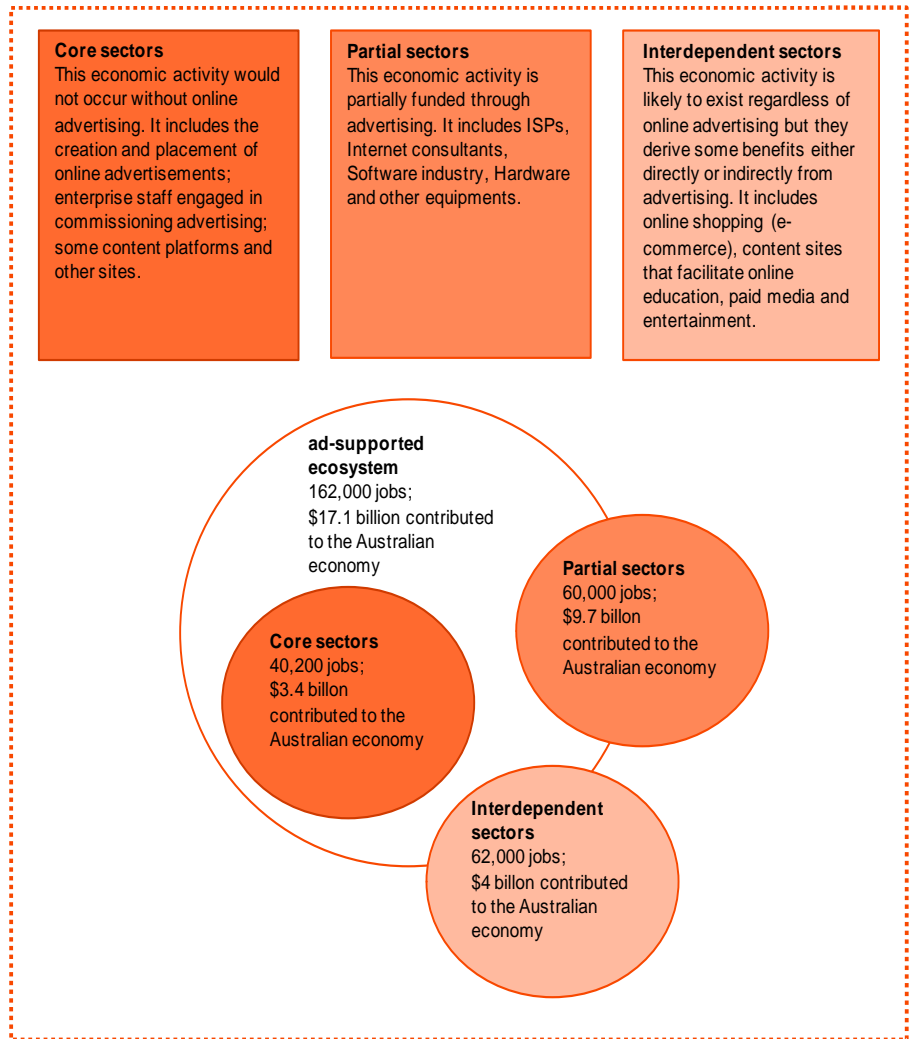 Core sectors
This economic activity would
not occur without online
advertising. It includes the
creation and placement of
online advertisements;
enterprise staff engaged in
commissioning advertising;
some content platforms and
other sites.
Partial sectors
This economic activity is
partially funded through
advertising. It includes ISPs,
Internet consultants,
Software industry, Hardware
and other equipments.
Interdependent sectors
This economic activity is
likely to exist regardless of
online advertising but they
derive some benefits either
directly or indirectly from
advertising. It includes
online shopping (e-
commerce), content sites
that facilitate online
education, paid media and
entertainment.
ad-supported
ecosystem
162,000 jobs;
$17.1 billion contributed
to the Australian
economy
Partial sectors
60,000 jobs;
$9.7 billon
contributed to the
Australian economy
Core sectors
40,200 jobs;
$3.4 billon
contributed to the
Australian economy
Interdependent
sectors
62,000 jobs;
$4 billon contributed
to the Australian
economy